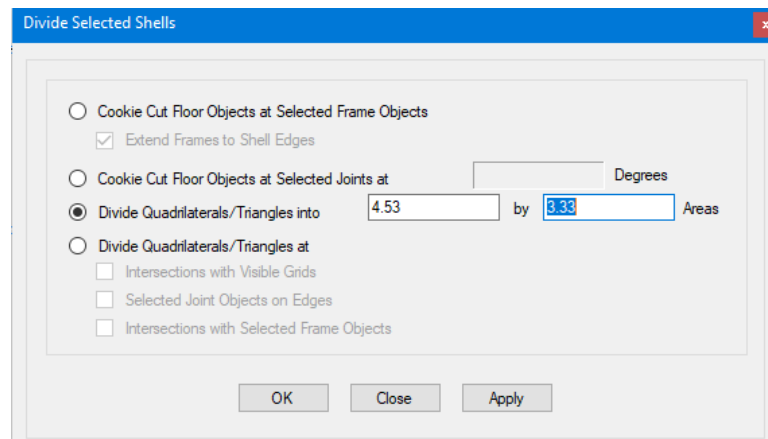 Divide Selected Shells
Cookie Cut Floor Objects at Selected Frame Objects
Extend Frames to Shell Edges
Cookie Cut Floor Objects at Selected Joints at Degrees
Divide Quadrilaterals/Triangles into 4.53 by 3.33 Areas
Divide Quadrilaterals/Triangles at
Intersections with Visible Grids
Selected Joint Objects on Edges
Intersections with Selected Frame Objects
OK Close Apply